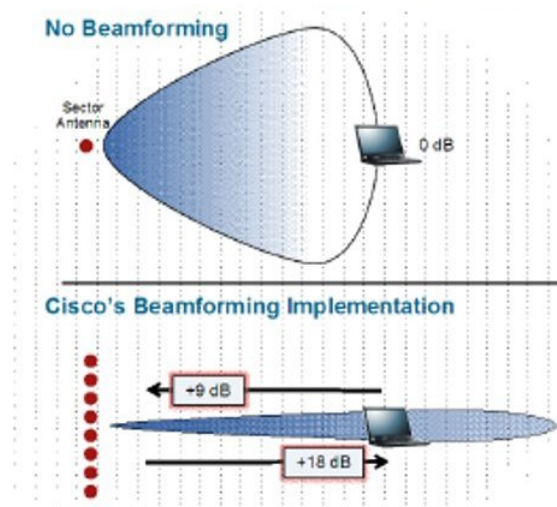 No Beamforming
Sector
Antenna
0 dB
Cisco's Beamforming Implementation
+9 dB
+18 dB